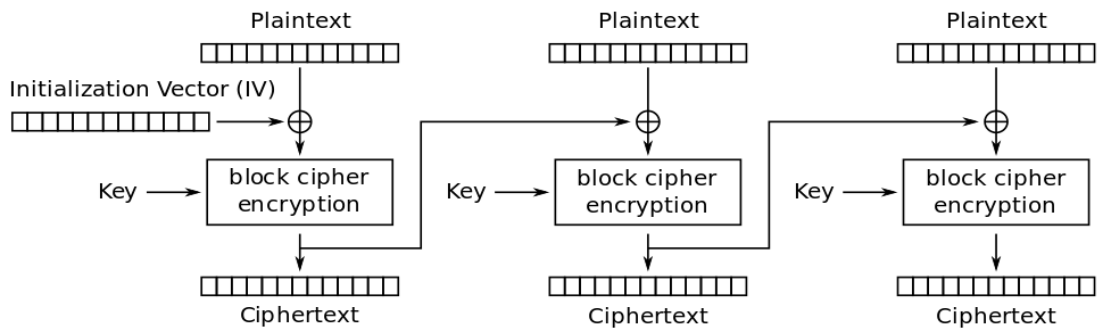 Plaintext
Plaintext
Plaintext
Initialization Vector (IV)
Key
block cipher
encryption
Key
block cipher
encryption
Key
block cipher
encryption
Ciphertext
Ciphertext
Ciphertext